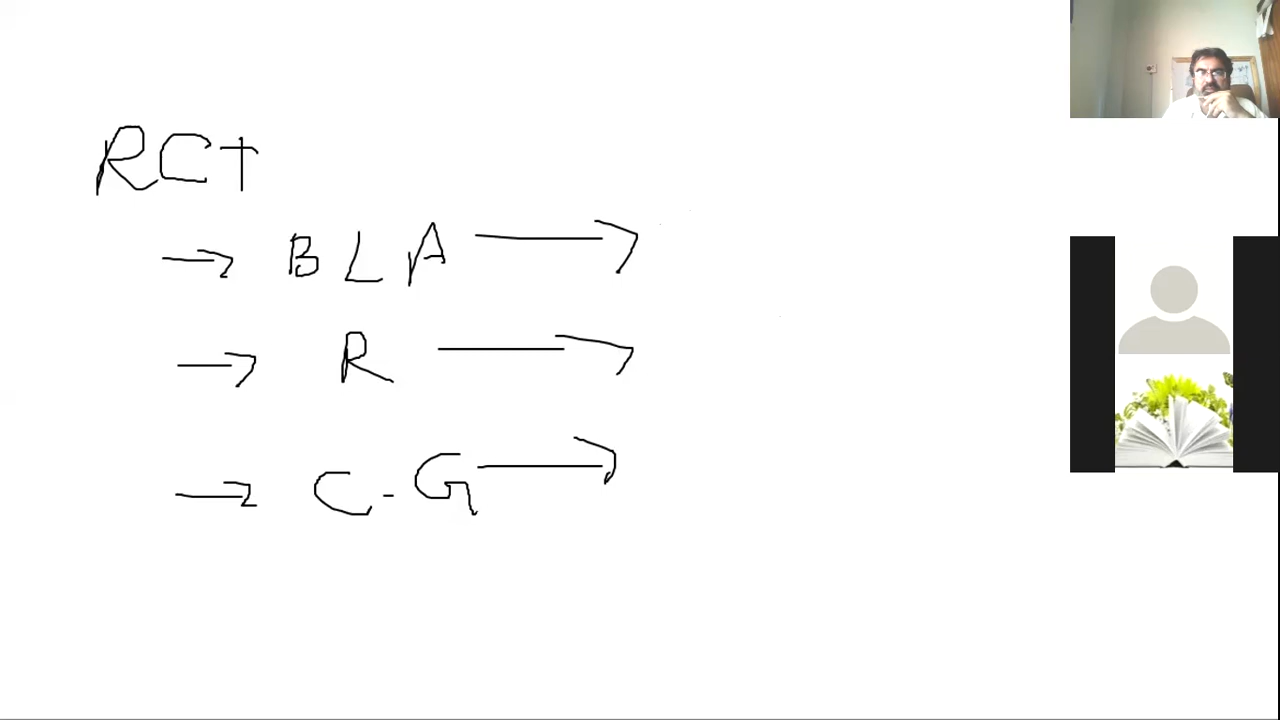 RCT
→ BLA →
→ R →
→ C-G →